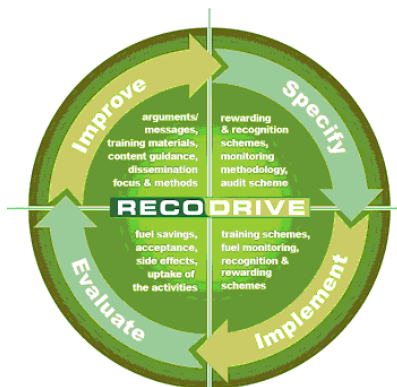 Improve
Specify
arguments/
messages,
training materials,
content guidance,
dissemination
focus & methods
rewarding
& recognition
schemes,
monitoring
methodology,
audit scheme
RECODRIVE
fuel savings,
acceptance,
side effects,
uptake of
the activities
training schemes,
fuel monitoring,
recognition &
rewarding
schemes
Evaluate
Implement